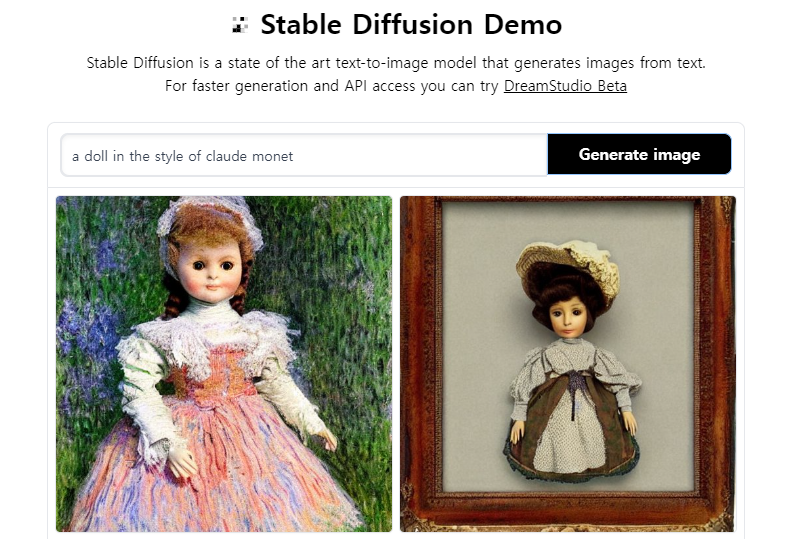 Stable Diffusion Demo
Stable Diffusion is a state of the art text-to-image model that generates images from text.
For faster generation and API access you can try DreamStudio Beta
a doll in the style of claude monet
Generate image